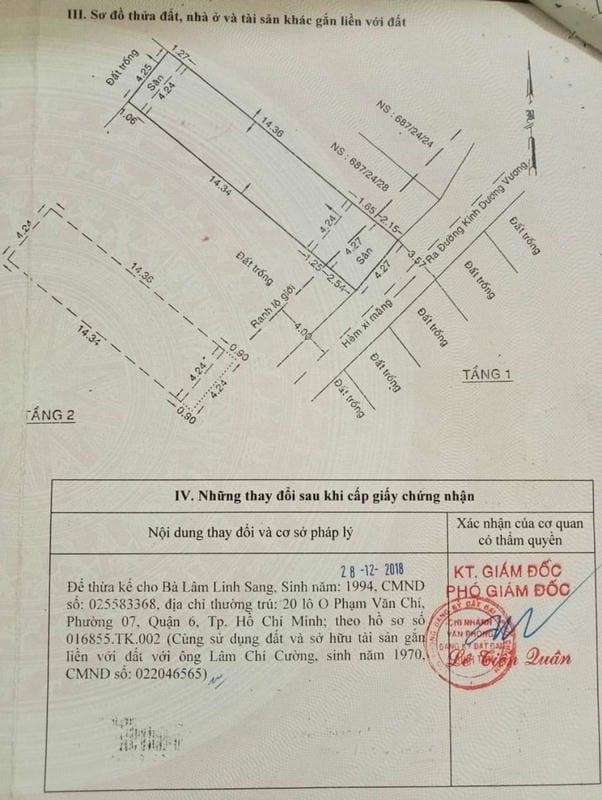 III. Sơ đồ thửa đất, nhà ở và tài sản khác gắn liền với đất
Đất trống
4.25
1.27
Sân
4.24
1.06
14.36
14.34
NS : 687/24/24
NS : 687/24/28
1.65
2.15
4.24
4.27
Sân
1.25
2.54
4.27
3.57
Ra Đường Kinh Dương Vương
Đất trống
Đất trống
Đất trống
Đất trống
Đất trống
Đất trống
Ranh lộ giới
4.00
Hẻm xi măng
TẦNG 1
4.24
14.36
14.34
0.90
4.24
4.24
0.90
TẦNG 2
IV. Những thay đổi sau khi cấp giấy chứng nhận
Nội dung thay đổi và cơ sở pháp lý
Xác nhận của cơ quan
có thẩm quyền
28-12-2018
Để thừa kế cho Bà Lâm Linh Sang, Sinh năm: 1994, CMND
số: 025583368, địa chỉ thường trú: 20 lô O Phạm Văn Chí,
Phường 07, Quận 6, Tp. Hồ Chí Minh; theo hồ sơ số
016855.TK.002 (Cùng sử dụng đất và sở hữu tài sản gắn
liền với đất với ông Lâm Chí Cường, sinh năm 1970,
CMND số: 022046565)
KT. GIÁM ĐỐC
PHÓ GIÁM ĐỐC
CHI NHÁNH
VĂN PHÒNG
ĐĂNG KÝ ĐẤT ĐAI
Lê Tiến Quân